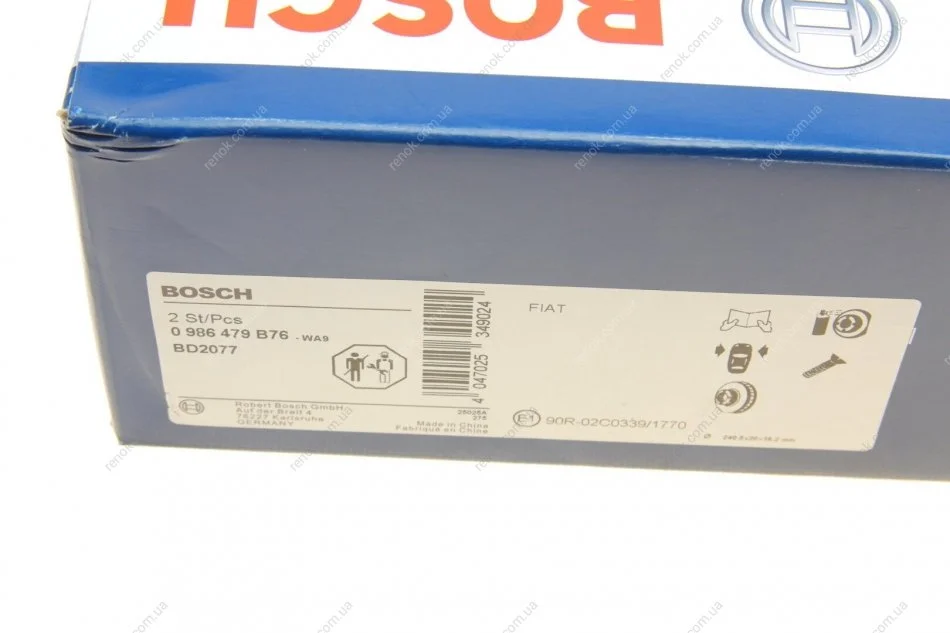 BOSCH
BOSCH
2 St/Pcs
0 986 479 B76 - WA9
BD2077
4 047025 349024
FIAT
Robert Bosch GmbH
Auf der Breit 4
76227 Karlsruhe
GERMANY
Made in China
Fabriqué en Chine
E1 90R-02C0339/1770
renok.com.ua